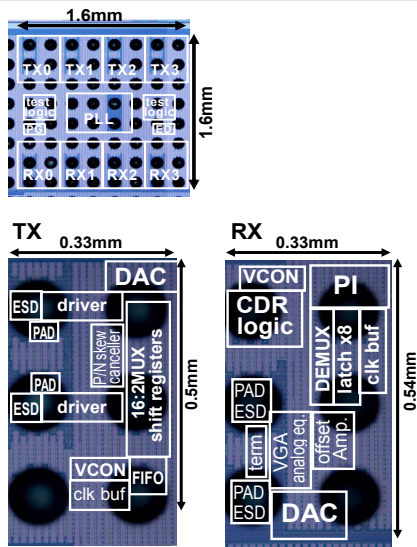 1.6mm
TX0 TX1 TX2 TX3
test
logic
PG
PLL
test
logic
ED
RX0 RX1 RX2 RX3
1.6mm
TX
0.33mm
DAC
ESD driver
PAD
P/N skew
canceller
16:2MUX
shift registers
PAD
ESD driver
VCON
clk buf
FIFO
0.5mm
RX
0.33mm
VCON
CDR
logic
PI
DEMUX
latch x8
clk buf
PAD
ESD
term.
VGA
analog eq.
offset
Amp.
PAD
ESD
DAC
0.54mm